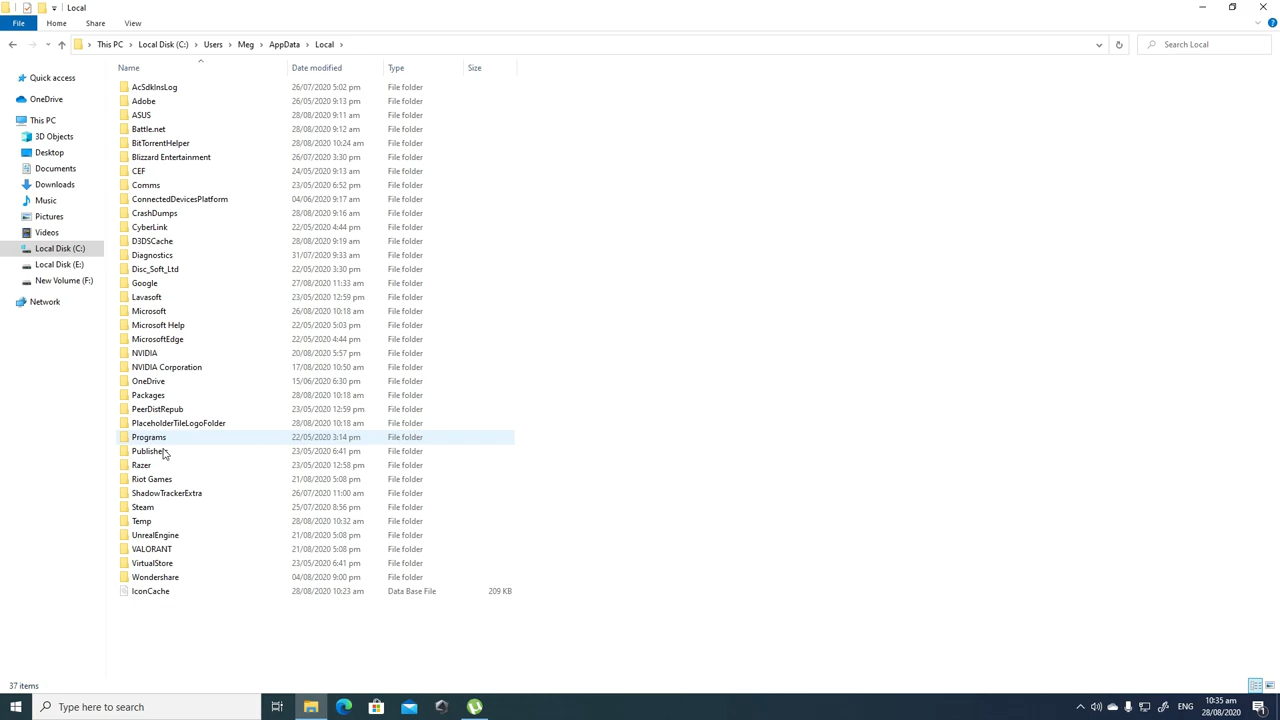 Local
File Home Share View
This PC Local Disk (C:) Users Meg AppData Local Search Local
Name Date modified Type Size
Quick access
OneDrive
This PC
3D Objects
Desktop
Documents
Downloads
Music
Pictures
Videos
Local Disk (C:)
Local Disk (E:)
New Volume (F:)
Network
AcSdkInsLog 26/07/2020 5:02 pm File folder
Adobe 26/05/2020 9:13 pm File folder
ASUS 28/08/2020 9:11 am File folder
Battle.net 28/08/2020 9:12 am File folder
BitTorrentHelper 28/08/2020 10:24 am File folder
Blizzard Entertainment 26/07/2020 3:30 pm File folder
CEF 24/05/2020 9:13 am File folder
Comms 23/05/2020 6:52 pm File folder
ConnectedDevicesPlatform 04/06/2020 9:17 am File folder
CrashDumps 28/08/2020 9:16 am File folder
CyberLink 22/05/2020 4:44 pm File folder
D3DSCache 28/08/2020 9:19 am File folder
Diagnostics 31/07/2020 9:33 am File folder
Disc_Soft_Ltd 22/05/2020 3:30 pm File folder
Google 27/08/2020 11:33 am File folder
Lavasoft 23/05/2020 12:59 pm File folder
Microsoft 26/08/2020 10:18 am File folder
Microsoft Help 22/05/2020 5:03 pm File folder
MicrosoftEdge 22/05/2020 4:44 pm File folder
NVIDIA 20/08/2020 5:57 pm File folder
NVIDIA Corporation 17/08/2020 10:50 am File folder
OneDrive 15/06/2020 6:30 pm File folder
Packages 28/08/2020 10:18 am File folder
PeerDistRepub 23/05/2020 12:59 pm File folder
PlaceholderTileLogoFolder 28/08/2020 10:18 am File folder
Programs 22/05/2020 3:14 pm File folder
Publishers 23/05/2020 6:41 pm File folder
Razer 23/05/2020 12:58 pm File folder
Riot Games 21/08/2020 5:08 pm File folder
ShadowTrackerExtra 26/07/2020 11:00 am File folder
Steam 25/07/2020 8:56 pm File folder
Temp 28/08/2020 10:32 am File folder
UnrealEngine 21/08/2020 5:08 pm File folder
VALORANT 21/08/2020 5:08 pm File folder
VirtualStore 23/05/2020 6:41 pm File folder
Wondershare 04/08/2020 9:00 pm File folder
IconCache 28/08/2020 10:23 am Data Base File 209 KB
37 items
Type here to search
ENG
10:35 am
28/08/2020